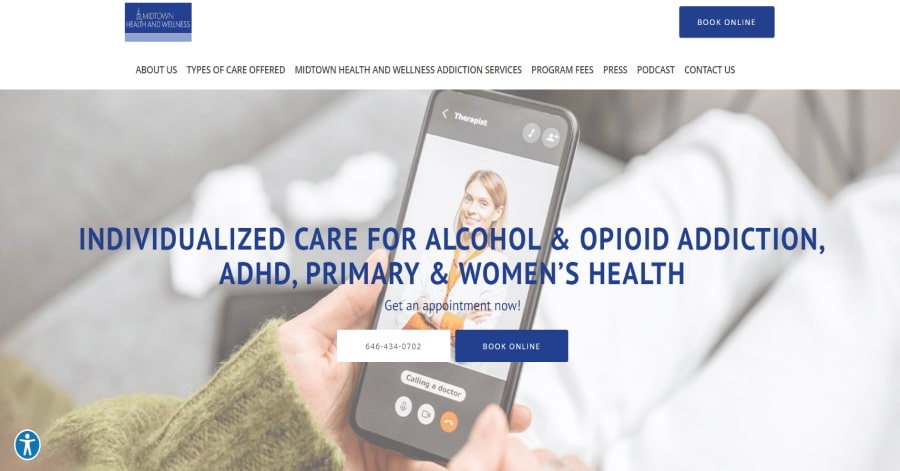 MIDTOWN
HEALTH AND WELLNESS
BOOK ONLINE
ABOUT US TYPES OF CARE OFFERED MIDTOWN HEALTH AND WELLNESS ADDICTION SERVICES PROGRAM FEES PRESS PODCAST CONTACT US
Therapist
INDIVIDUALIZED CARE FOR ALCOHOL & OPIOID ADDICTION,
ADHD, PRIMARY & WOMEN’S HEALTH
Get an appointment now!
646-434-0702 BOOK ONLINE
Calling a doctor